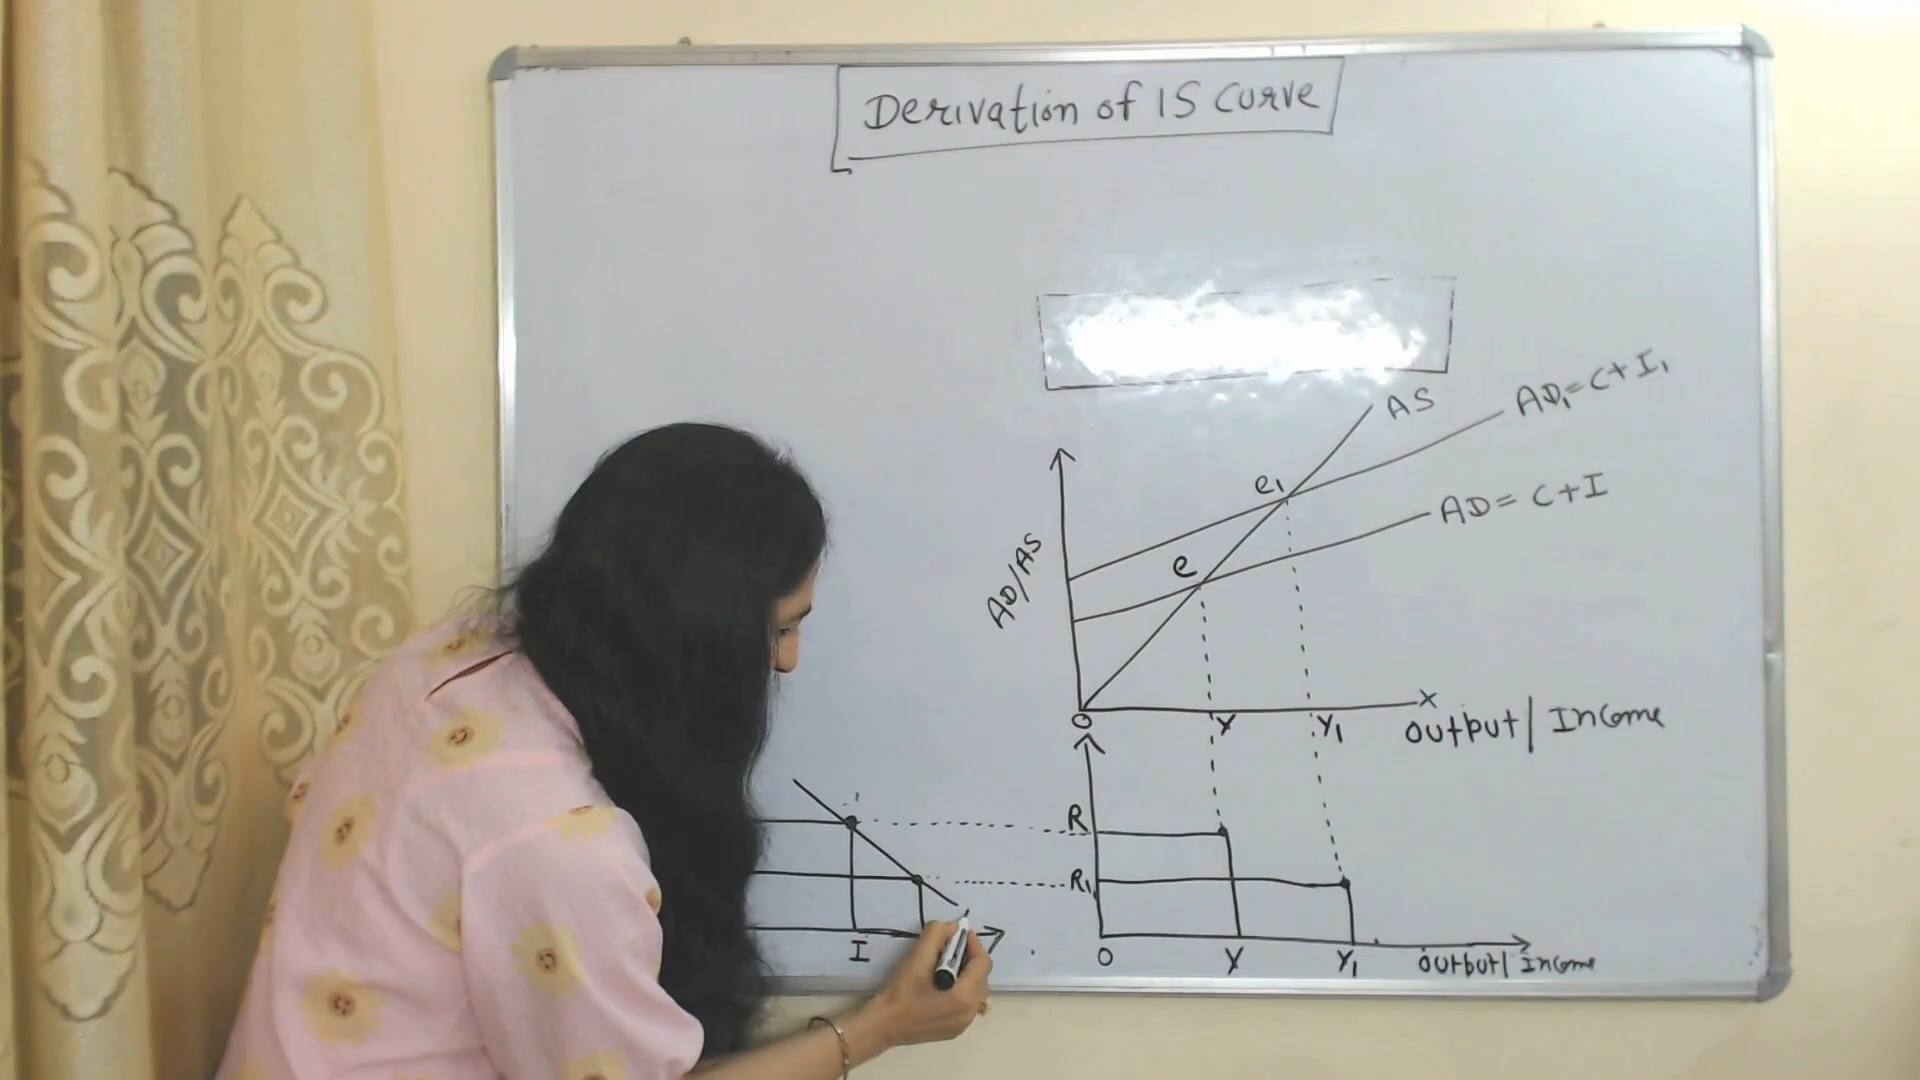 Derivation of IS Curve
AS
AD₁=C+I₁
e₁
AD=C+I
e
AD/AS
O
Y
Y₁
X
Output/Income
R
R₁
I
O
Y
Y₁
Output/Income